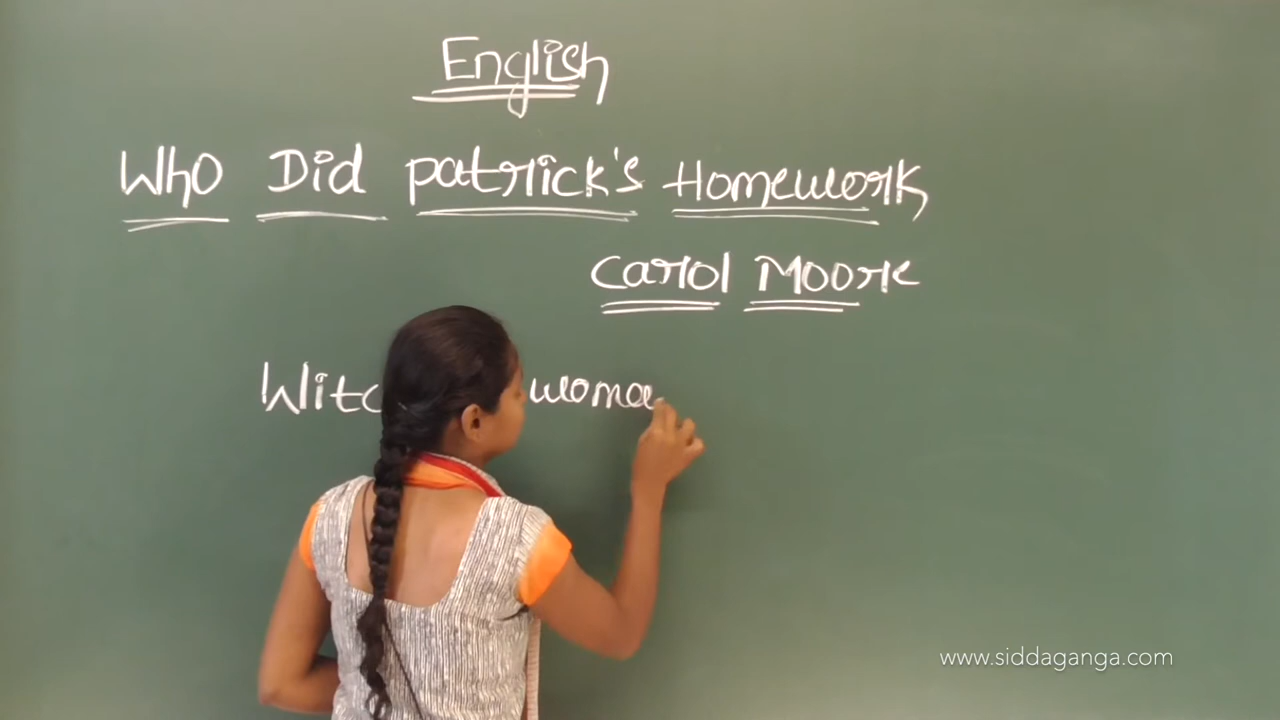 English
Who Did patrick's Homework
Carol Moore
woma
www.siddaganga.com